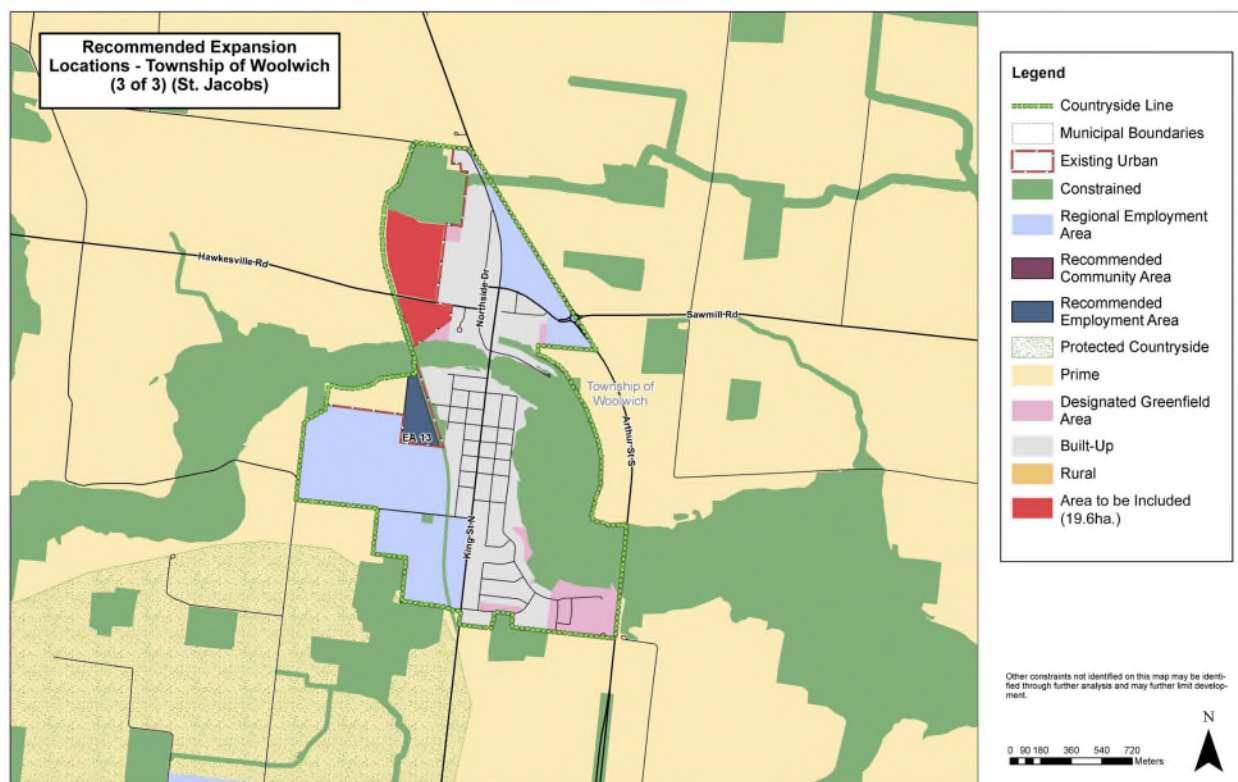 Recommended Expansion
Locations - Township of Woolwich
(3 of 3) (St. Jacobs)
Hawkesville Rd
Northside Dr
Sawmill Rd
Township of
Woolwich
Arthur St S
EA 13
King St N
Legend
Countryside Line
Municipal Boundaries
Existing Urban
Constrained
Regional Employment
Area
Recommended
Community Area
Recommended
Employment Area
Protected Countryside
Prime
Designated Greenfield
Area
Built-Up
Rural
Area to be Included
(19.6ha.)
Other constraints not identified on this map may be identi-
fied through further analysis and may further limit develop-
ment.
N
0 90 180 360 540 720
Meters